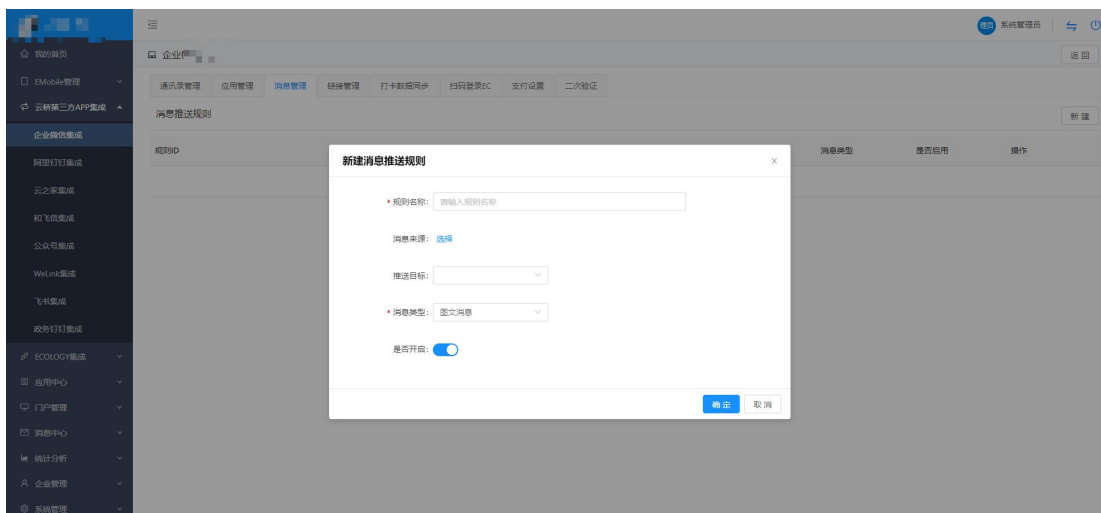 理员 系统管理员
我的首页
企业
返 回
EMobile管理
通讯录管理 应用管理 消息管理 链接管理 打卡数据同步 扫码登录EC 支付设置 二次验证
云桥第三方APP集成
消息推送规则
新 建
企业微信集成
规则ID
消息类型 是否启用 操作
新建消息推送规则
阿里钉钉集成
云之家集成
* 规则名称: 请输入规则名称
和飞信集成
消息来源: 选择
公众号集成
WeLink集成
推送目标:
飞书集成
* 消息类型: 图文消息
政务钉钉集成
是否开启:
ECOLOGY集成
应用中心
门户管理
确 定 取 消
消息中心
统计分析
企业管理
系统管理